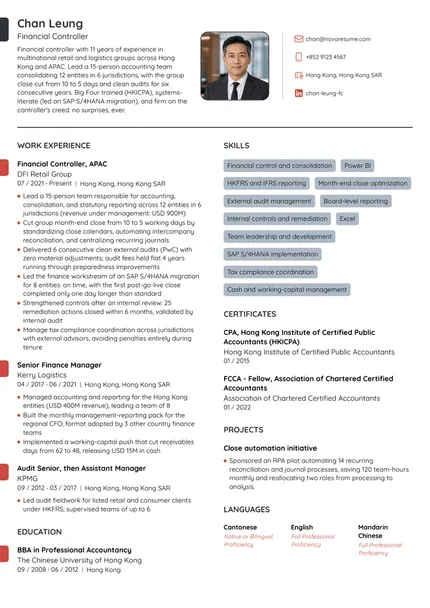 Chan Leung
Financial Controller
Financial controller with 11 years of experience in
multinational retail and logistics groups across Hong
Kong and APAC. Lead a 15-person accounting team
consolidating 12 entities in 6 jurisdictions, with the group
close cut from 10 to 5 days and clean audits for six
consecutive years. Big Four trained (HKICPA), systems-
literate (led an SAP S/4HANA migration), and firm on the
controller's creed: no surprises, ever.
chan@novoresume.com
+852 9123 4567
Hong Kong, Hong Kong SAR
chan-leung-fc
WORK EXPERIENCE
Financial Controller, APAC
DFI Retail Group
07 / 2021 - Present | Hong Kong, Hong Kong SAR
Lead a 15-person team responsible for accounting,
consolidation, and statutory reporting across 12 entities in 6
jurisdictions (revenue under management: USD 900M)
Cut group month-end close from 10 to 5 working days by
standardizing close calendars, automating intercompany
reconciliation, and centralizing recurring journals
Delivered 6 consecutive clean external audits (PwC) with
zero material adjustments; audit fees held flat 4 years
running through preparedness improvements
Led the finance workstream of an SAP S/4HANA migration
for 8 entities: on time, with the first post-go-live close
completed only one day longer than standard
Strengthened controls after an internal review: 25
remediation actions closed within 6 months, validated by
internal audit
Manage tax compliance coordination across jurisdictions
with external advisors, avoiding penalties entirely during
tenure
Senior Finance Manager
Kerry Logistics
04 / 2017 - 06 / 2021 | Hong Kong, Hong Kong SAR
Managed accounting and reporting for the Hong Kong
entities (USD 400M revenue), leading a team of 8
Built the monthly management-reporting pack for the
regional CFO; format adopted by 3 other country finance
teams
Implemented a working-capital push that cut receivables
days from 62 to 48, releasing USD 15M in cash
Audit Senior, then Assistant Manager
KPMG
09 / 2012 - 03 / 2017 | Hong Kong, Hong Kong SAR
Led audit fieldwork for listed retail and consumer clients
under HKFRS; supervised teams of up to 6
EDUCATION
BBA in Professional Accountancy
The Chinese University of Hong Kong
09 / 2008 - 06 / 2012 | Hong Kong
SKILLS
Financial control and consolidation Power BI
HKFRS and IFRS reporting Month-end close optimization
External audit management Board-level reporting
Internal controls and remediation Excel
Team leadership and development
SAP S/4HANA implementation
Tax compliance coordination
Cash and working-capital management
CERTIFICATES
CPA, Hong Kong Institute of Certified Public
Accountants (HKICPA)
Hong Kong Institute of Certified Public Accountants
01 / 2015
FCCA - Fellow, Association of Chartered Certified
Accountants
Association of Chartered Certified Accountants
01 / 2022
PROJECTS
Close automation initiative
Sponsored an RPA pilot automating 14 recurring
reconciliation and journal processes, saving 120 team-hours
monthly and reallocating two roles from processing to
analysis.
LANGUAGES
Cantonese English Mandarin
Chinese
Native or Bilingual
Proficiency
Full Professional
Proficiency
Full Professional
Proficiency